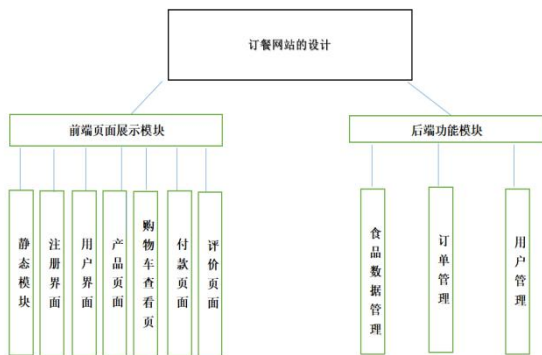 订餐网站的设计
前端页面展示模块
后端功能模块
静态模块
注册界面
用户界面
产品页面
购物车查看页
付款页面
评价页面
食品数据管理
订单管理
用户管理